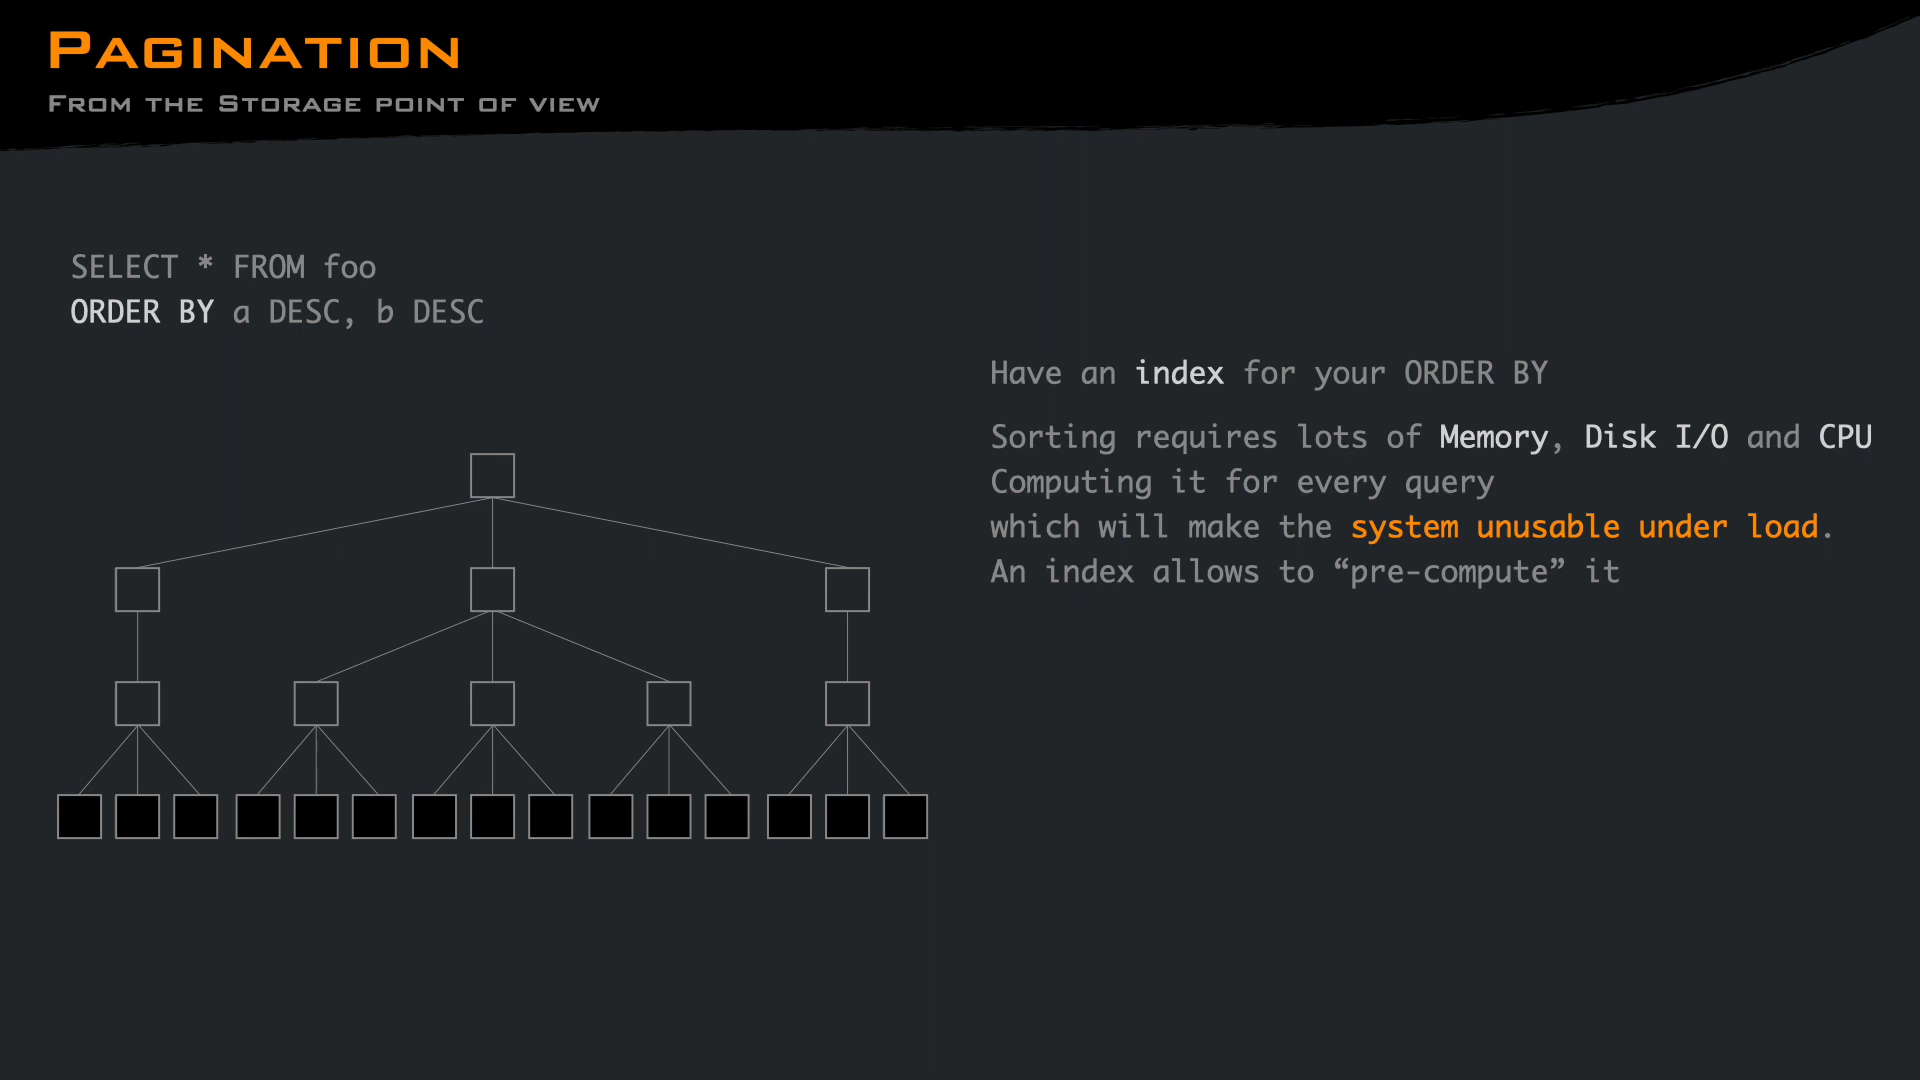 Pagination
From the Storage point of view
SELECT * FROM foo
ORDER BY a DESC, b DESC
Have an index for your ORDER BY
Sorting requires lots of Memory, Disk I/O and CPU
Computing it for every query
which will make the system unusable under load.
An index allows to “pre-compute” it